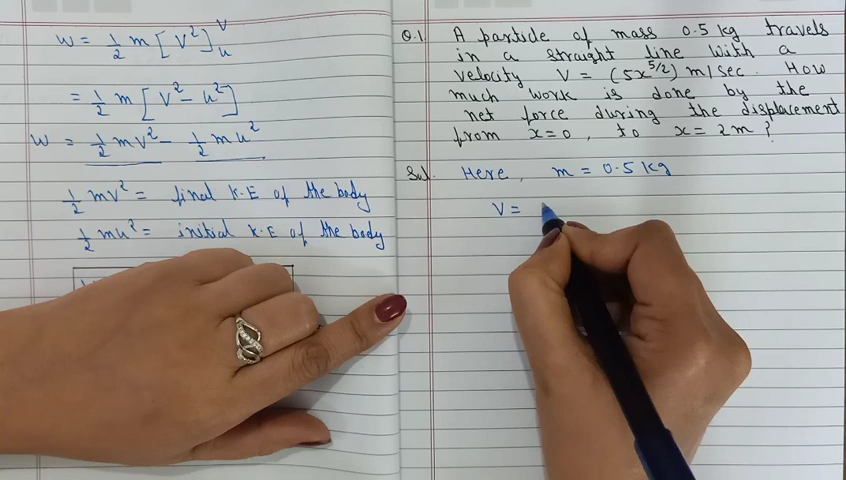 W = 1/2 m [V²]ᵤⱽ
= 1/2 m [V² - u²]
W = 1/2 mv² - 1/2 mu²
1/2 mv² = final K.E of the body
1/2 mu² = initial K.E of the body
Q.1. A particle of mass 0.5 kg travels
in a straight line with a
velocity V = (5x^5/2) m/sec. How
much work is done by the
net force during the displacement
from x=0, to x=2m?
Sol. Here, m = 0.5 kg
V =